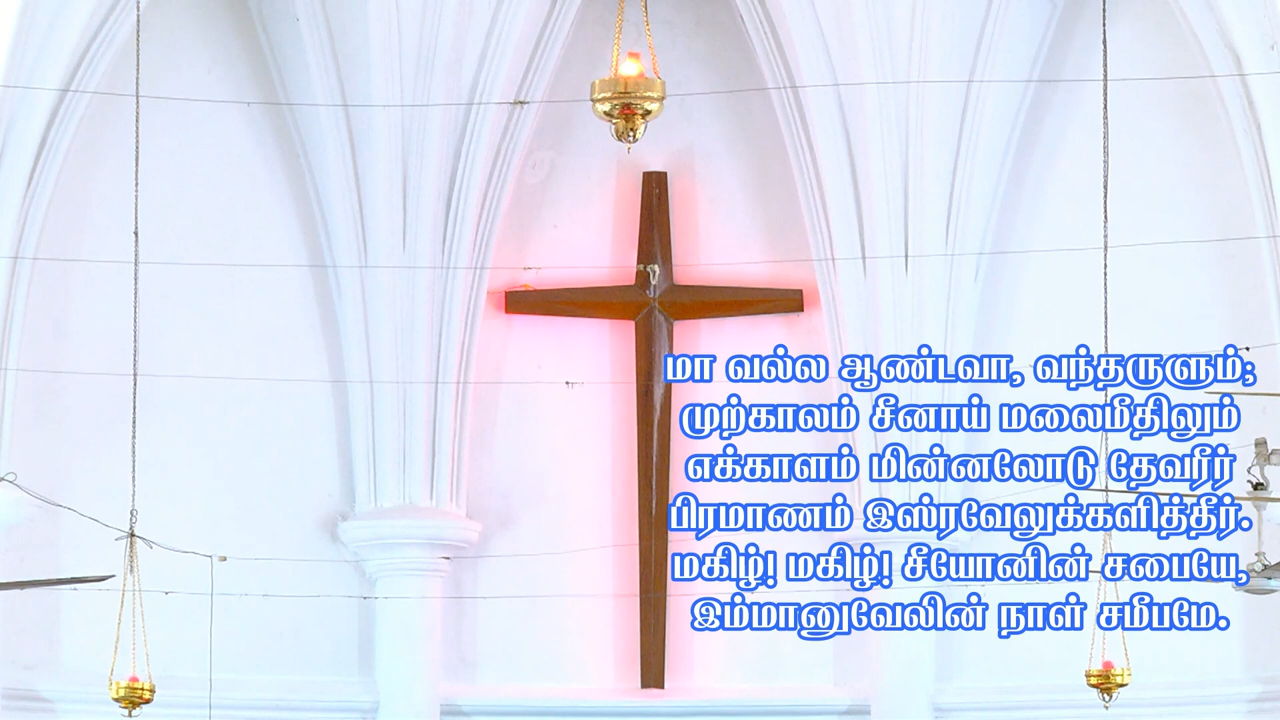 மா வல்ல ஆண்டவா, வந்தருளும்;
முற்காலம் சீனாய் மலைமீதிலும்
எக்காளம் மின்னலோடு தேவரீர்
பிரமாணம் இஸ்ரவேலுக்களித்தீர்.
மகிழ்! மகிழ்! சீயோனின் சபையே,
இம்மானுவேலின் நாள் சமீபமே.